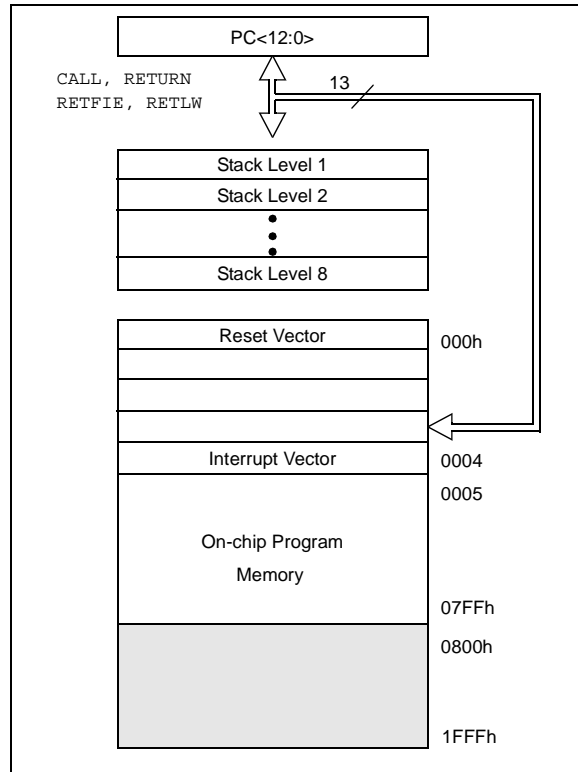 PC<12:0>
CALL, RETURN
RETFIE, RETLW
13
Stack Level 1
Stack Level 2
Stack Level 8
Reset Vector
000h
Interrupt Vector
0004
0005
On-chip Program
Memory
07FFh
0800h
1FFFh